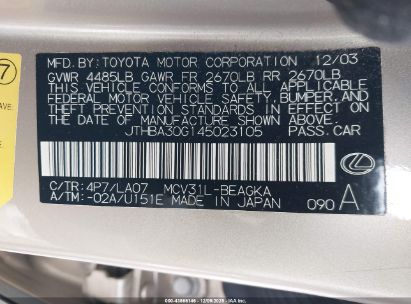 7
MFD. BY: TOYOTA MOTOR CORPORATION 12/03
GVWR 4485LB GAWR FR 2670LB RR 2670LB
THIS VEHICLE CONFORMS TO ALL APPLICABLE
FEDERAL MOTOR VEHICLE SAFETY, BUMPER, AND
THEFT PREVENTION STANDARDS IN EFFECT ON
THE DATE OF MANUFACTURE SHOWN ABOVE.
JTHBA30G145023105 PASS.CAR
C/TR: 4P7/LA07 MCV31L-BEAGKA
A/TM: -02A/U151E MADE IN JAPAN 090 A